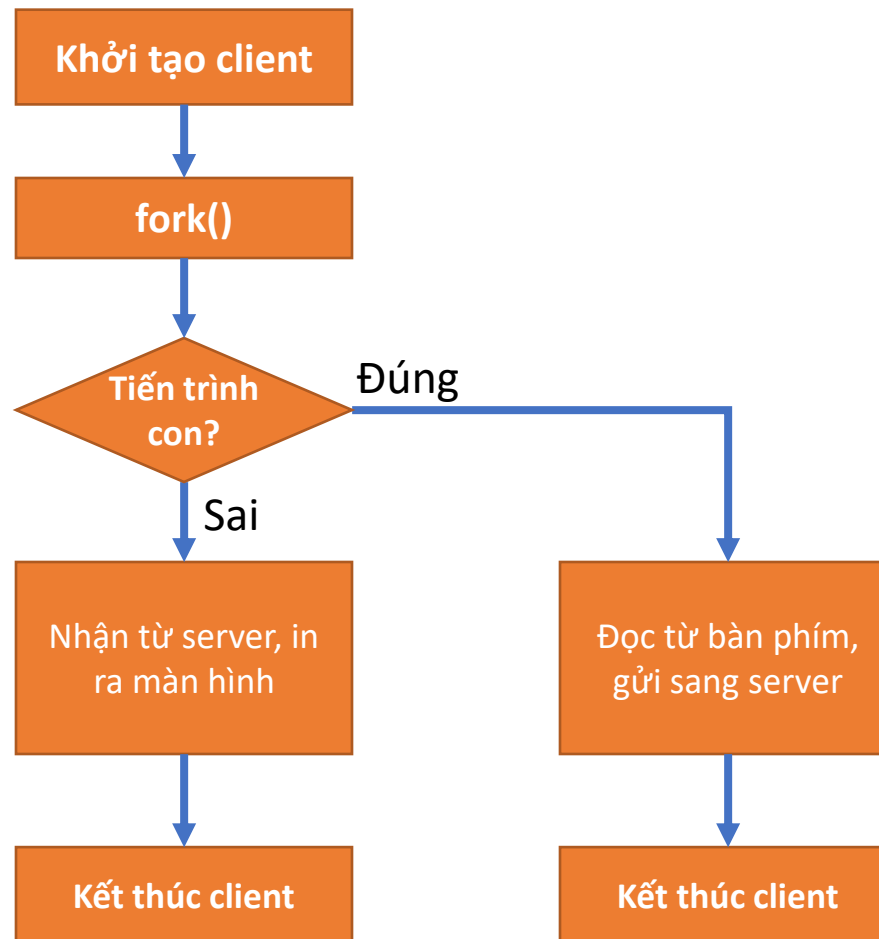 Khởi tạo client
fork()
Tiến trình
con?
Đúng
Sai
Nhận từ server, in
ra màn hình
Đọc từ bàn phím,
gửi sang server
Kết thúc client
Kết thúc client